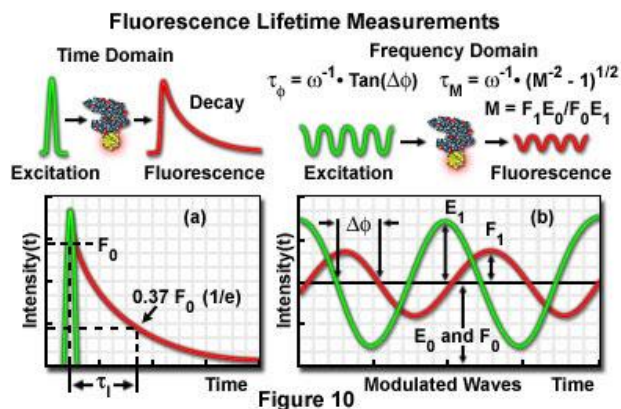 Fluorescence Lifetime Measurements
Time Domain
Frequency Domain
τϕ = ω⁻¹• Tan(Δϕ)
τM = ω⁻¹• (M⁻² - 1)¹/²
M = F₁E₀/F₀E₁
Decay
Excitation
Fluorescence
Excitation
Fluorescence
(a)
F₀
0.37 F₀ (1/e)
Intensity(t)
τI
Time
(b)
Δϕ
E₁
F₁
E₀ and F₀
Intensity(t)
Modulated Waves
Time
Figure 10